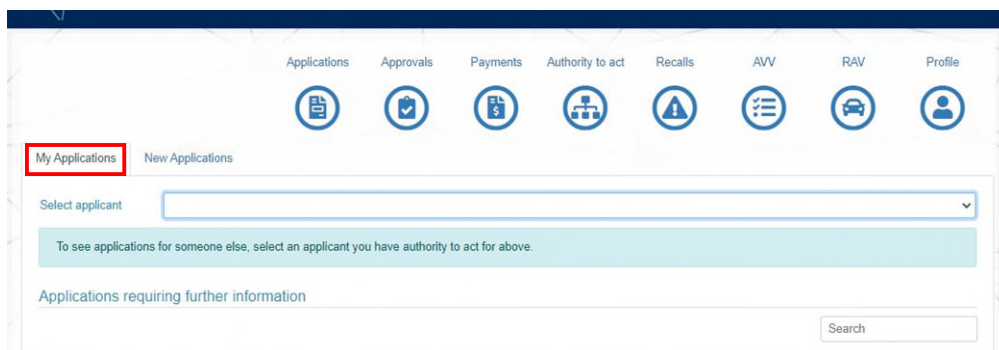 Applications Approvals Payments Authority to act Recalls AVV RAV Profile
My Applications New Applications
Select applicant
To see applications for someone else, select an applicant you have authority to act for above.
Applications requiring further information
Search